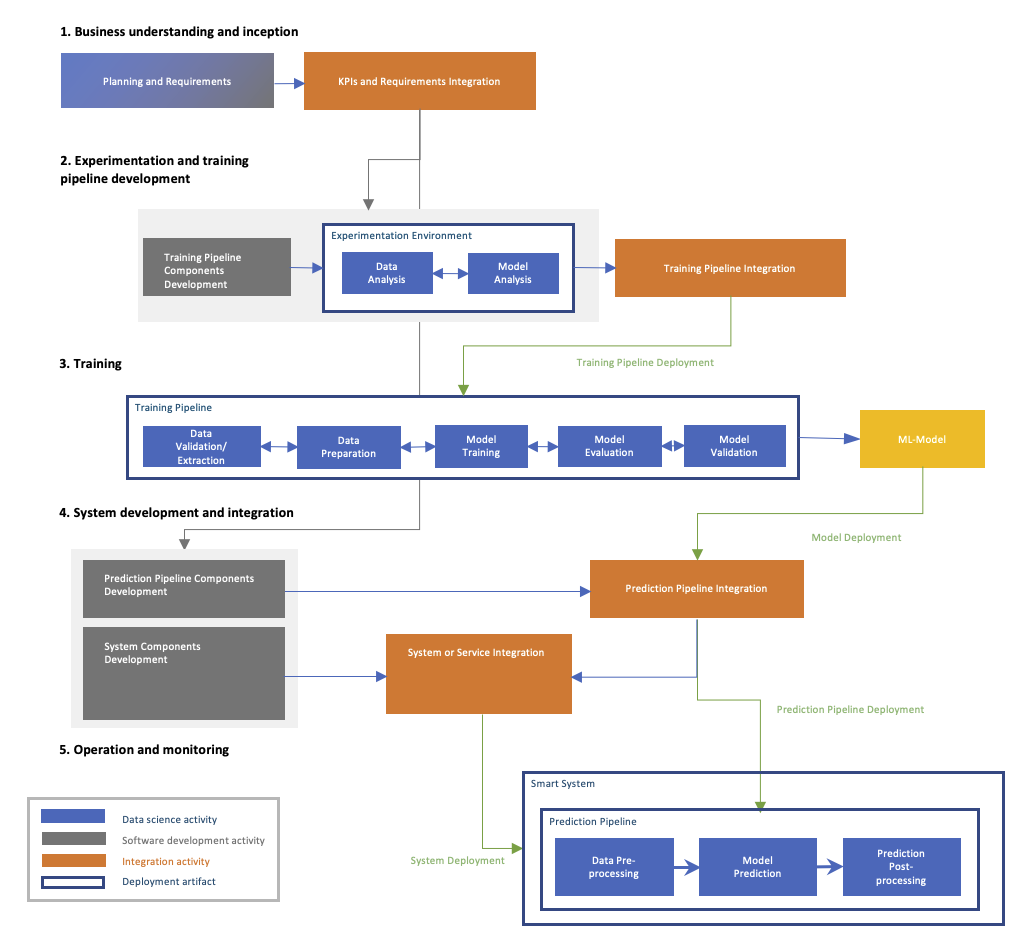 1. Business understanding and inception
Planning and Requirements
KPIs and Requirements Integration
2. Experimentation and training
pipeline development
Experimentation Environment
Training Pipeline
Components
Development
Data
Analysis
Model
Analysis
Training Pipeline Integration
3. Training
Training Pipeline Deployment
Training Pipeline
Data
Validation/
Extraction
Data
Preparation
Model
Training
Model
Evaluation
Model
Validation
ML-Model
4. System development and integration
Model Deployment
Prediction Pipeline Components
Development
Prediction Pipeline Integration
System Components
Development
System or Service Integration
Prediction Pipeline Deployment
5. Operation and monitoring
Smart System
Prediction Pipeline
Data Pre-
processing
Model
Prediction
Prediction
Post-
processing
System Deployment
Data science activity
Software development activity
Integration activity
Deployment artifact